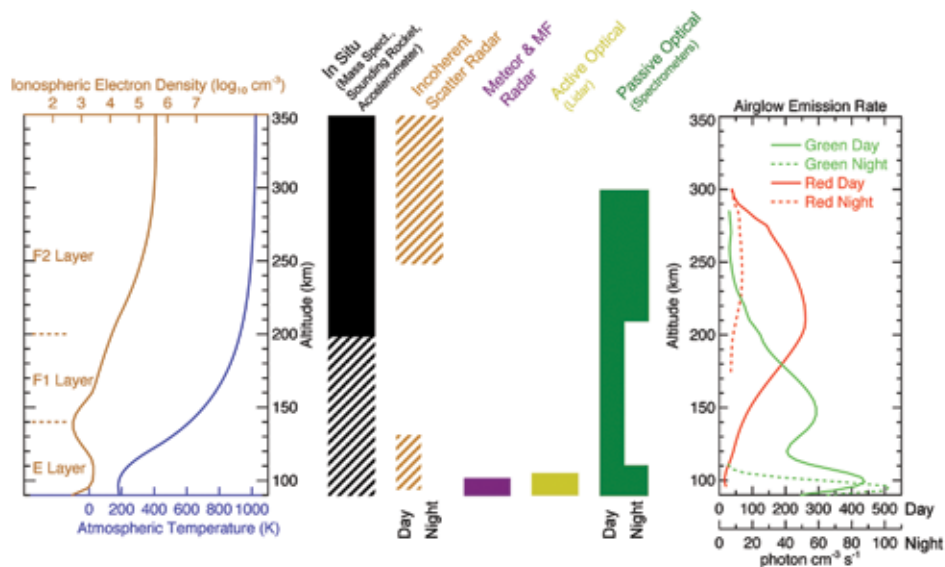 Ionospheric Electron Density (log10 cm-3)
2 3 4 5 6 7
350
300
250
200
150
100
Altitude (km)
F2 Layer
F1 Layer
E Layer
0 200 400 600 800 1000
Atmospheric Temperature (K)
In Situ
(Mass Spect.,
Sounding Rocket,
Accelerometer)
Incoherent
Scatter Radar
Meteor & MF
Radar
Active Optical
(Lidar)
Passive Optical
(Spectrometers)
Day
Night
Day
Night
Airglow Emission Rate
350
300
250
200
150
100
Altitude (km)
Green Day
Green Night
Red Day
Red Night
0 100 200 300 400 500 Day
0 20 40 60 80 100 Night
photon cm-3 s-1